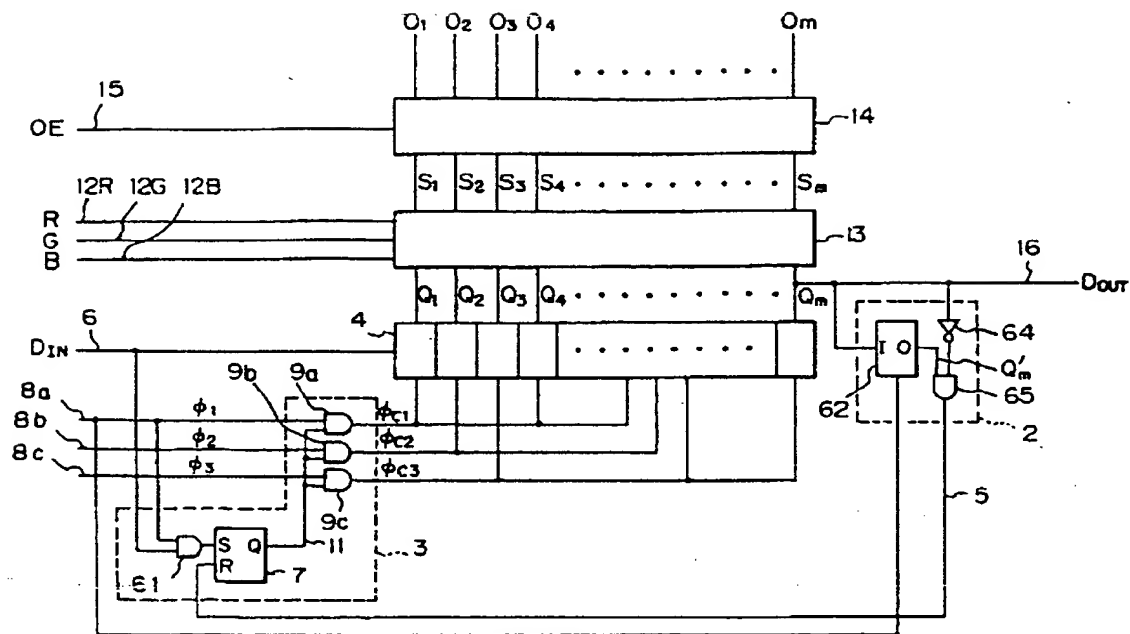 O1 O2 O3 O4 Om
15
OE
14
S1 S2 S3 S4 Sm
12R 12G 12B
R
G
B
13
16
Q1 Q2 Q3 Q4 Qm
DOUT
6
4
DIN
64
I O
Q'm
62
65
2
9b 9a
8a
8b
8c
φ1
φ2
φ3
φC1
φC2
φC3
9c
5
S Q
R
11
3
61
7